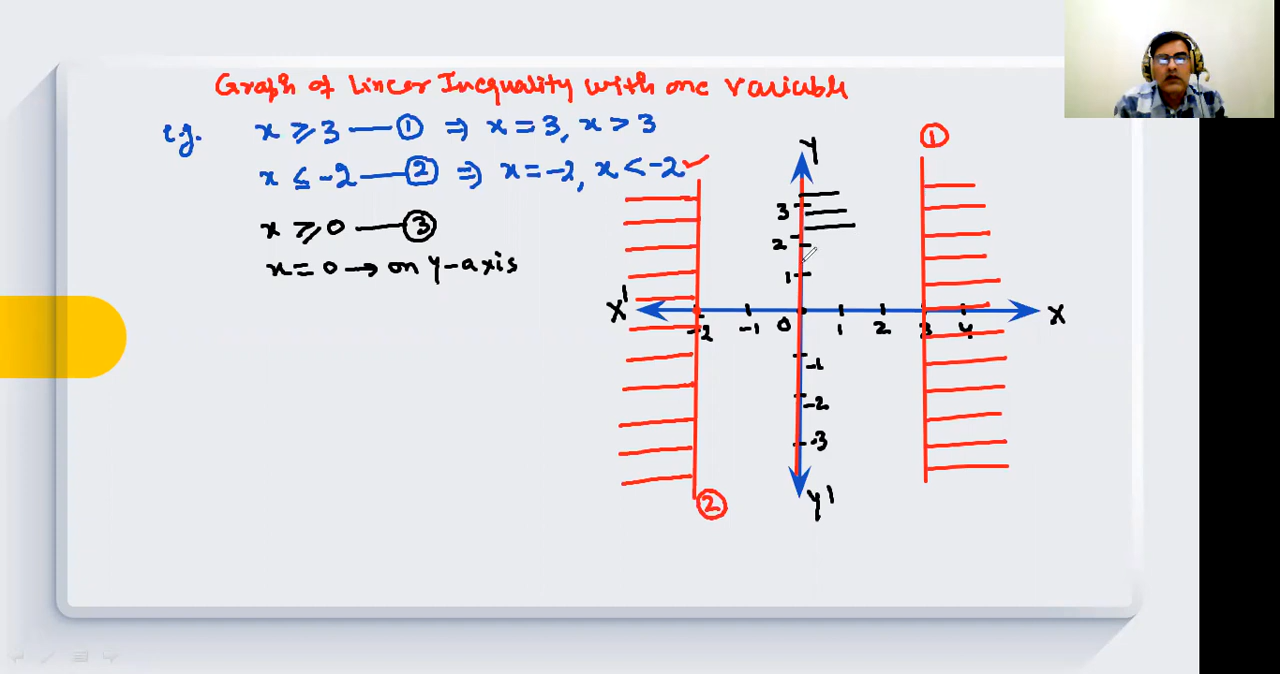 Graph of Linear Inequality with one variable
e.g. x ≥ 3 — ① ⇒ x = 3, x > 3
x ≤ -2 — ② ⇒ x = -2, x < -2 ✓
x ≥ 0 — ③
x = 0 → on y-axis
①
Y
3
2
1
X' -2 -1 0 1 2 3 4 X
-1
-2
-3
Y'
②